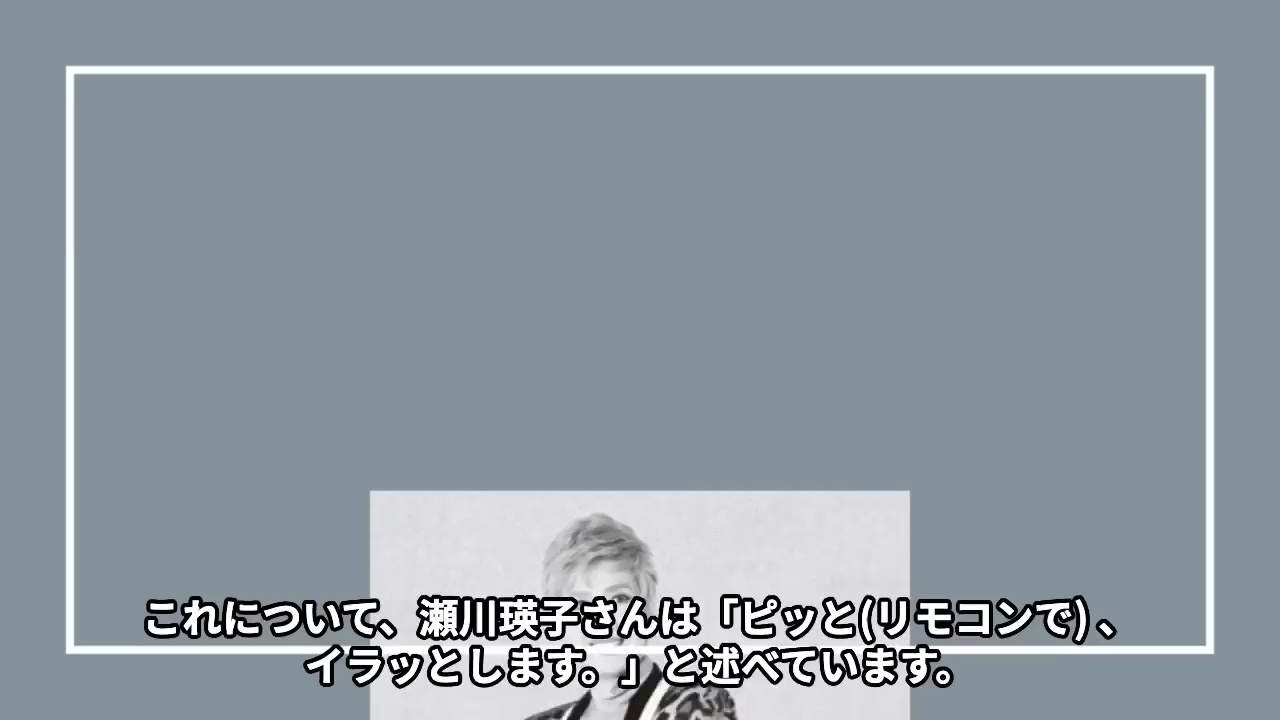 これについて、瀬川瑛子さんは「ピッと(リモコンで) 、
イラッとします。」と述べています。